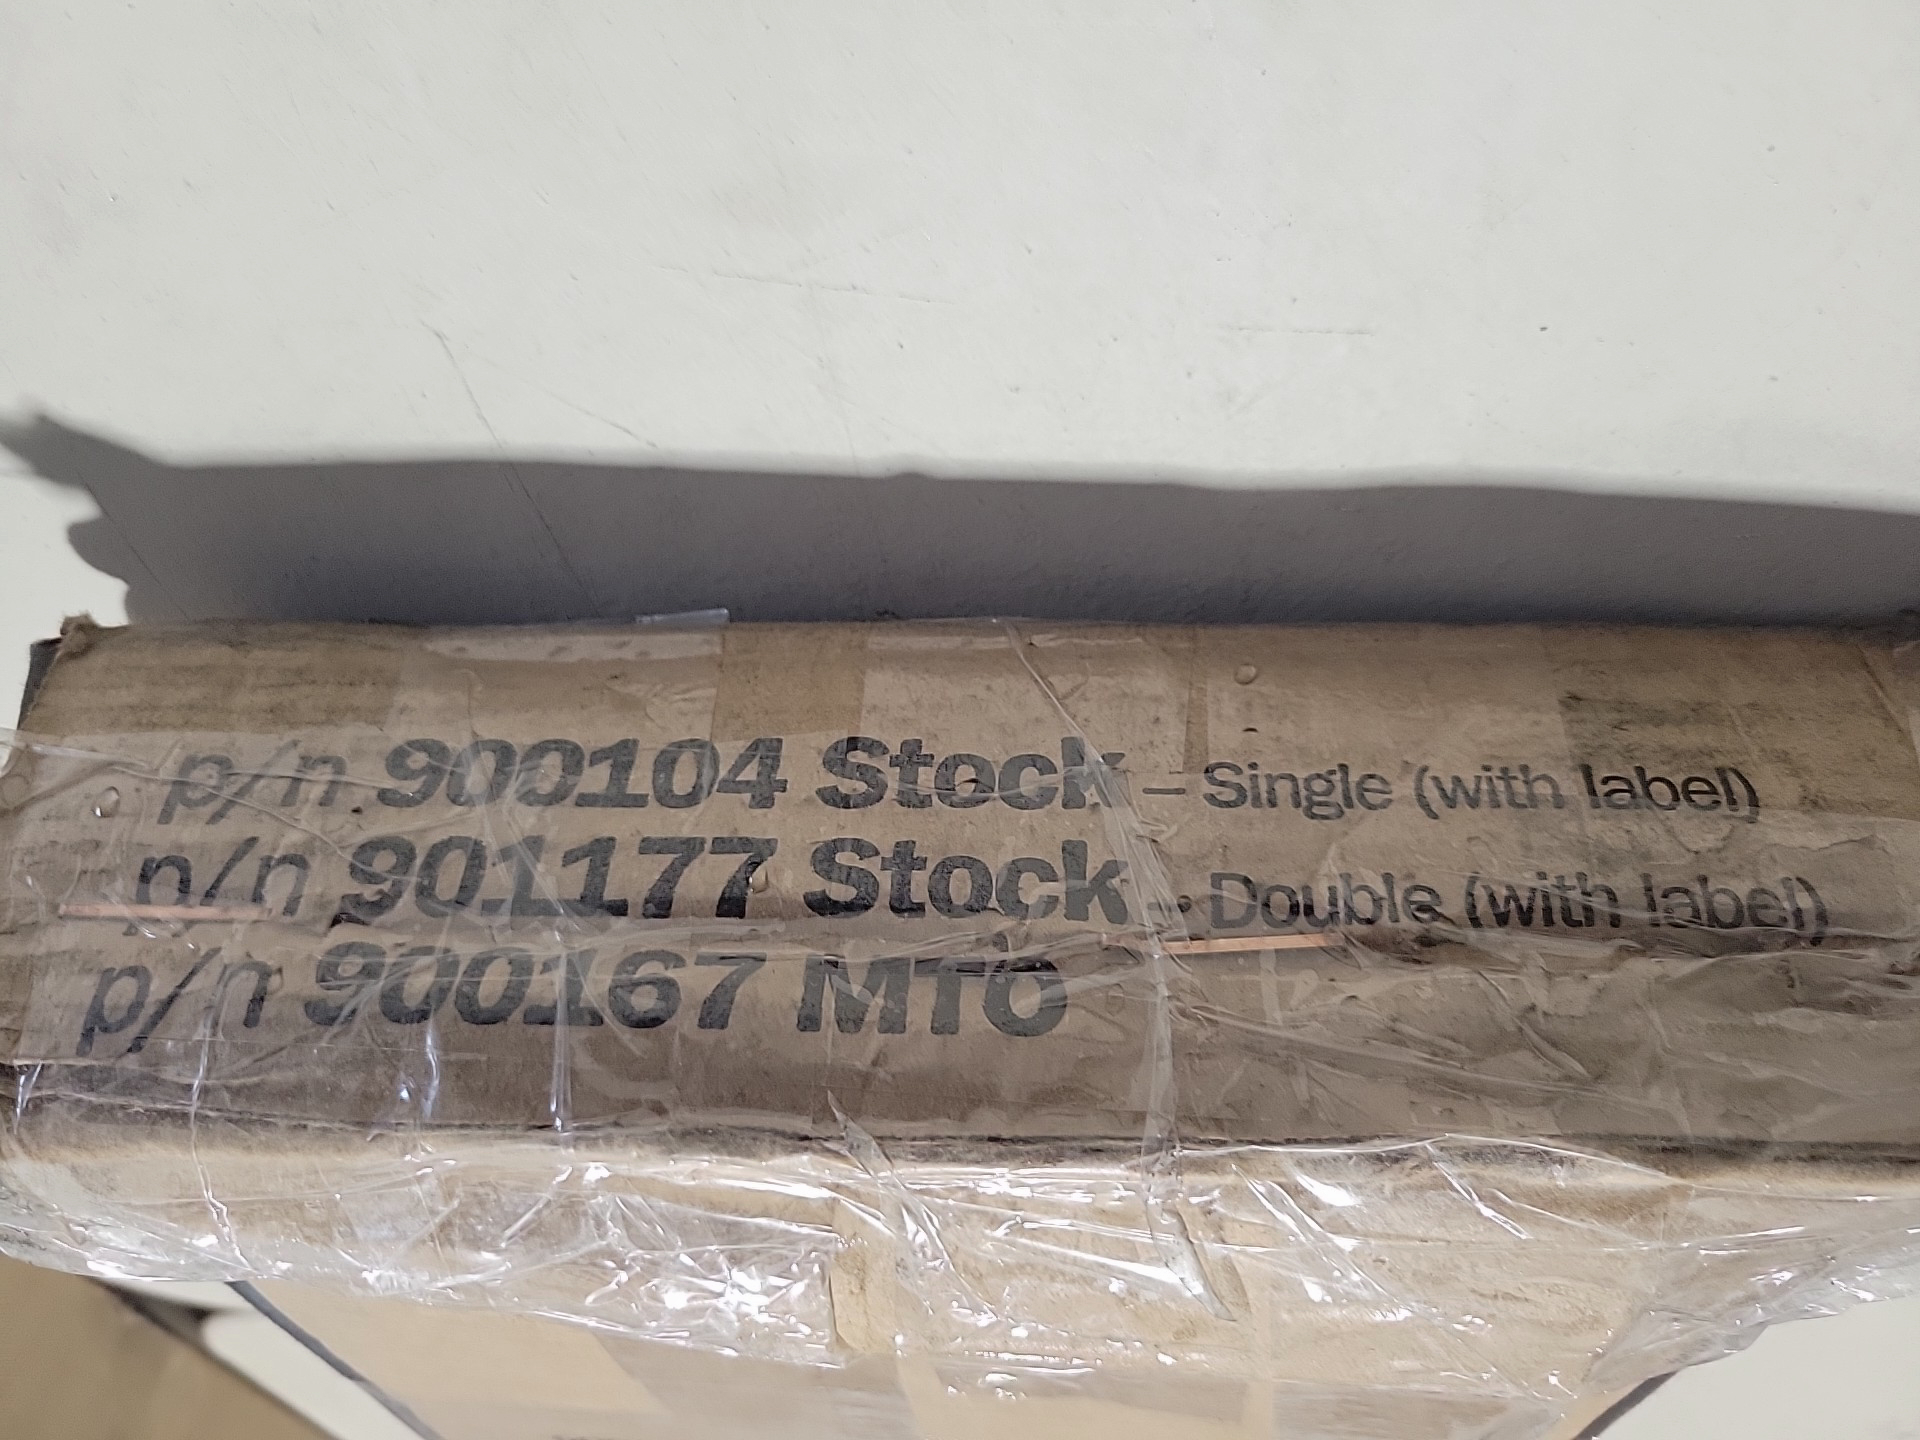 p/n 900104 Stock – Single (with label)
p/n 901177 Stock – Double (with label)
p/n 900167 MTO